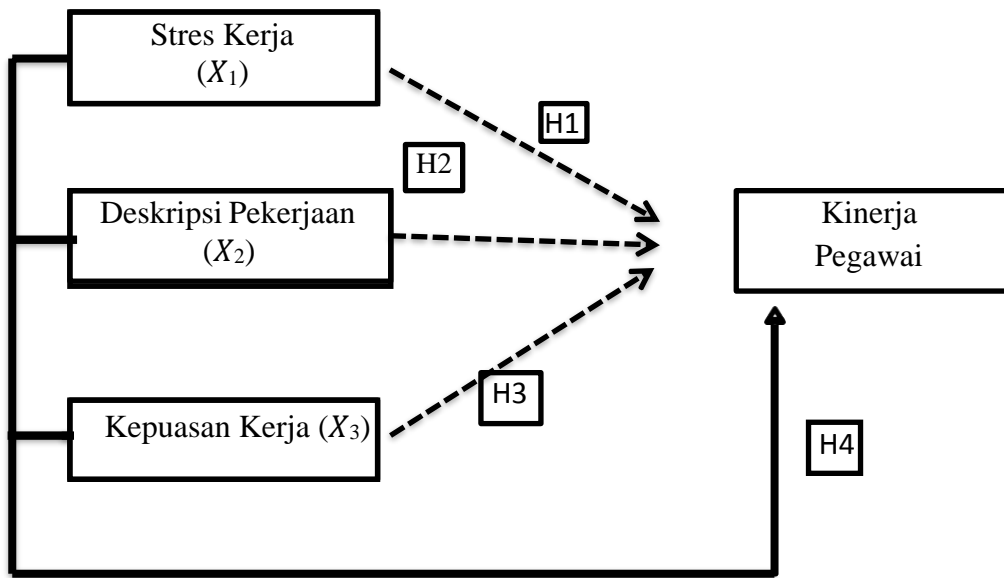 Stres Kerja
(X₁)
H1
H2
Deskripsi Pekerjaan
(X₂)
Kinerja
Pegawai
H3
Kepuasan Kerja (X₃)
H4